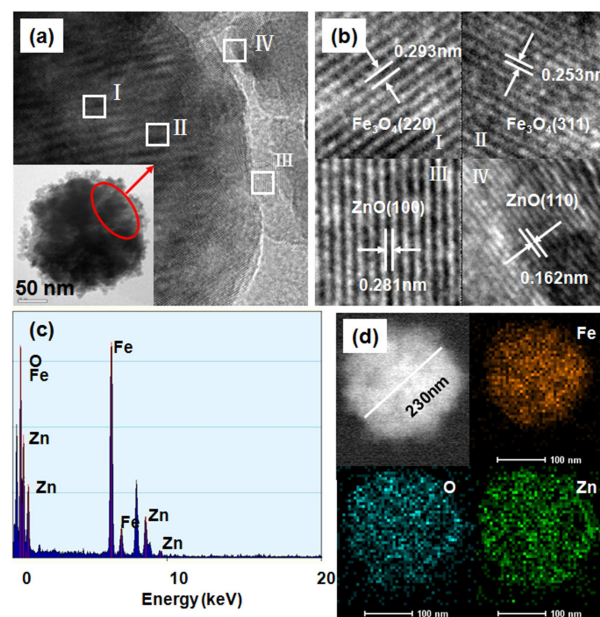 (a)
IV
I
II
III
50 nm
(b)
0.293nm
Fe₃O₄(220)
I
0.253nm
Fe₃O₄(311)
II
III
ZnO(100)
0.281nm
IV
ZnO(110)
0.162nm
(c)
O
Fe
Zn
Zn
Fe
Fe
Zn
Zn
0 10 20
Energy (keV)
(d)
230nm
Fe
100 nm
O
100 nm
Zn
100 nm